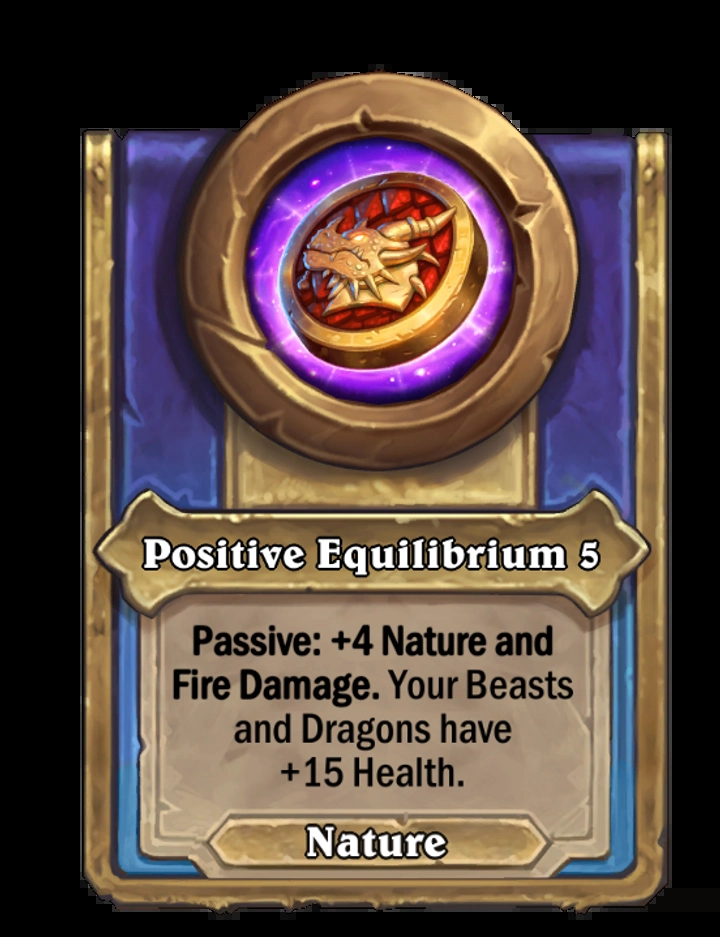 Positive Equilibrium 5
Passive: +4 Nature and
Fire Damage. Your Beasts
and Dragons have
+15 Health.
Nature